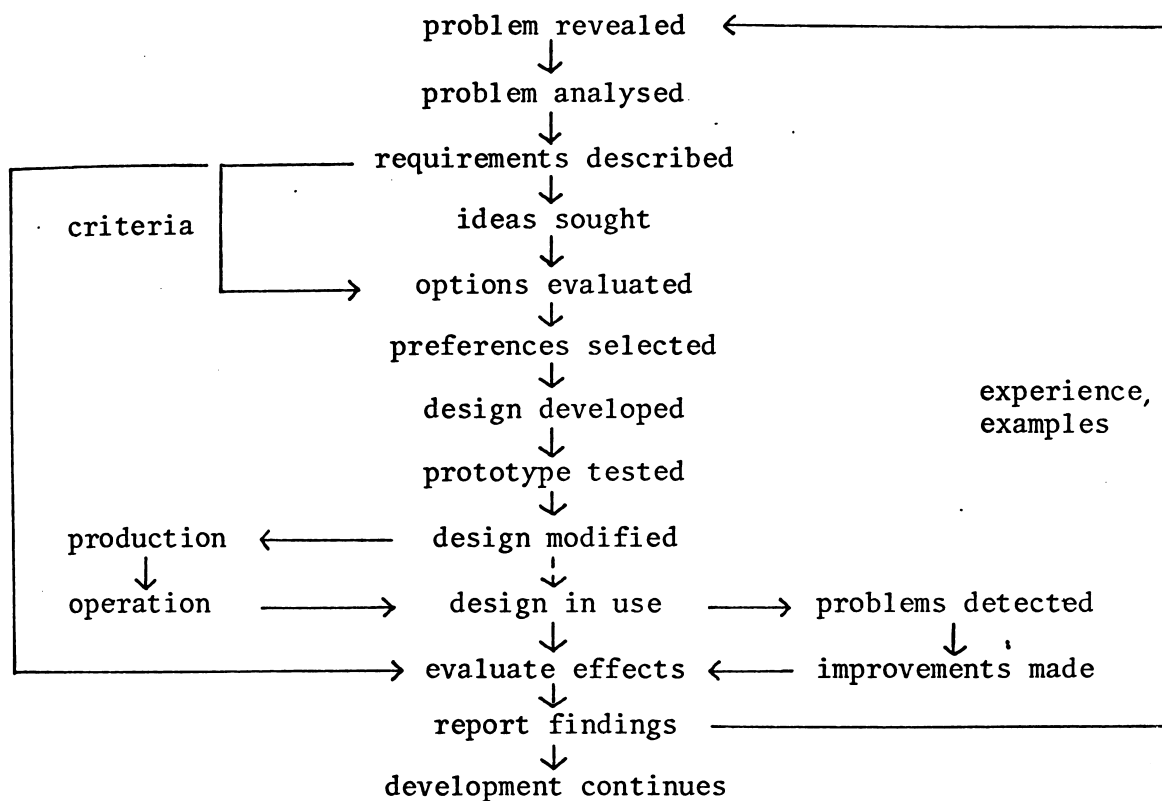 problem revealed
problem analysed
requirements described
criteria
ideas sought
options evaluated
preferences selected
design developed
experience,
examples
prototype tested
production
design modified
operation
design in use
problems detected
evaluate effects
improvements made
report findings
development continues